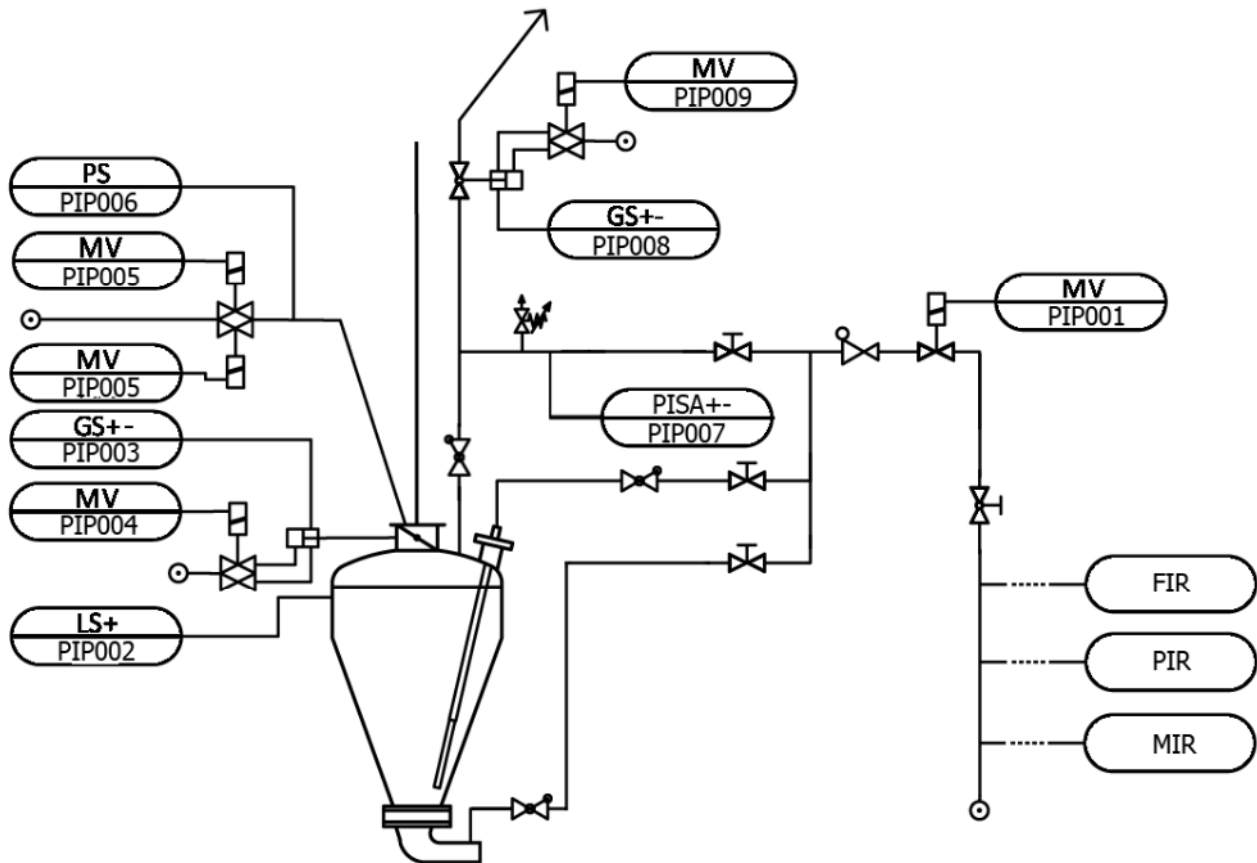 MV
PIP009
PS
PIP006
GS+-
PIP008
MV
PIP005
MV
PIP001
MV
PIP005
PISA+-
PIP007
GS+-
PIP003
MV
PIP004
LS+
PIP002
FIR
PIR
MIR